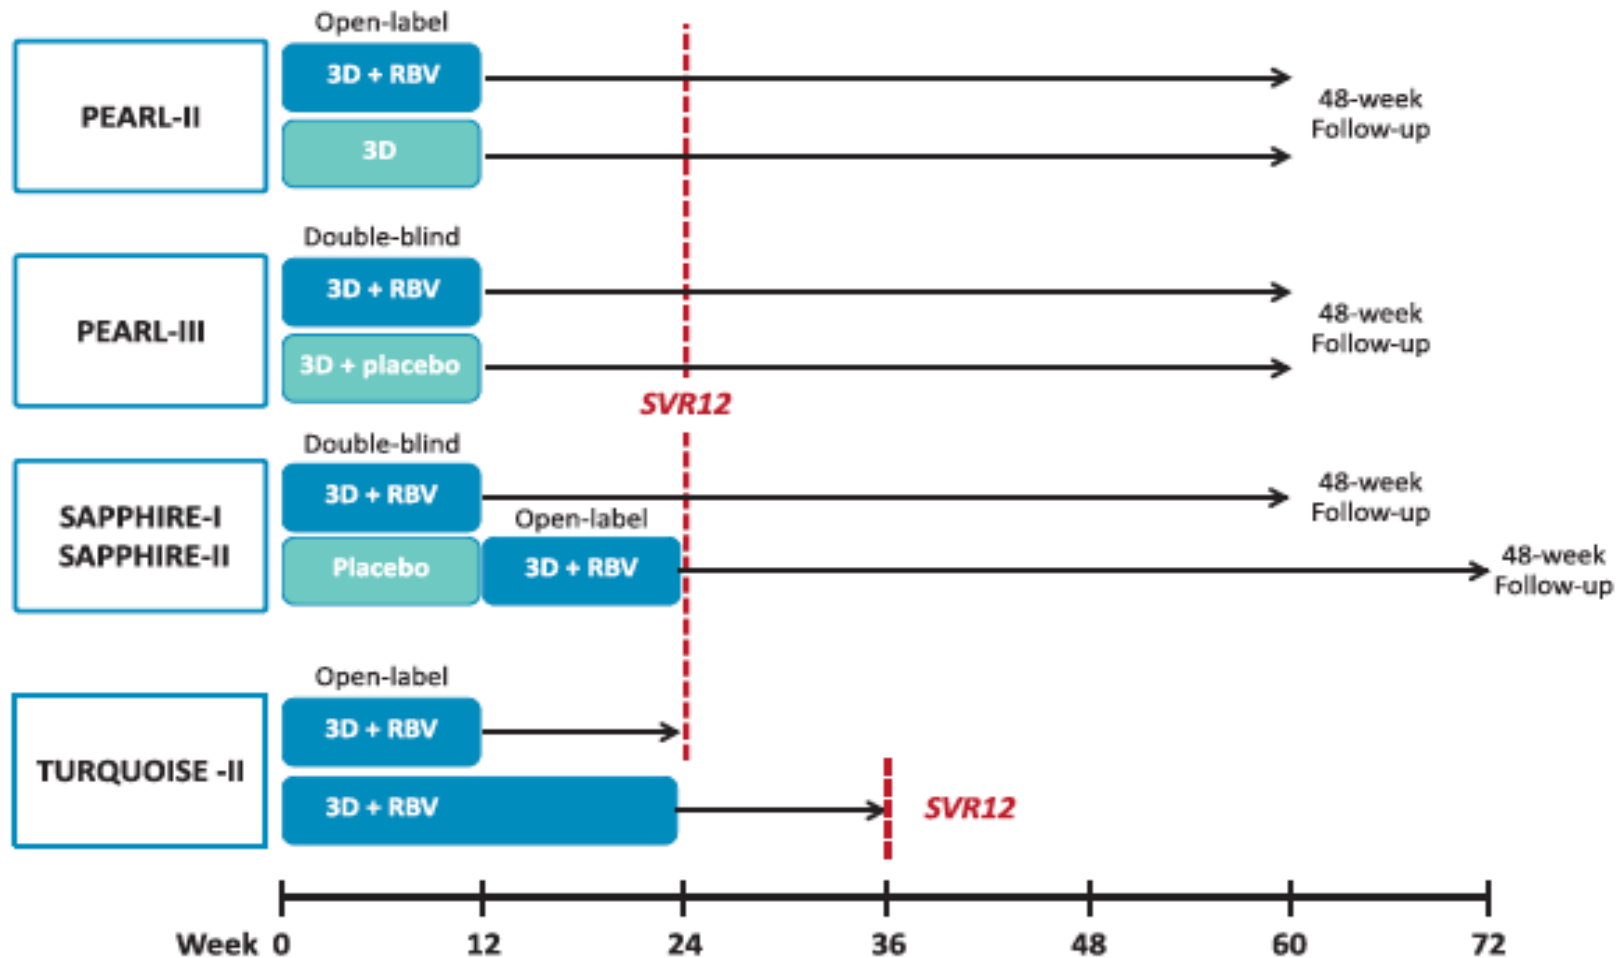 Open-label
PEARL-II
3D + RBV
3D
48-week
Follow-up
Double-blind
PEARL-III
3D + RBV
3D + placebo
48-week
Follow-up
SVR12
Double-blind
SAPPHIRE-I
SAPPHIRE-II
3D + RBV
48-week
Follow-up
Open-label
Placebo
3D + RBV
48-week
Follow-up
Open-label
TURQUOISE -II
3D + RBV
3D + RBV
SVR12
Week 0 12 24 36 48 60 72